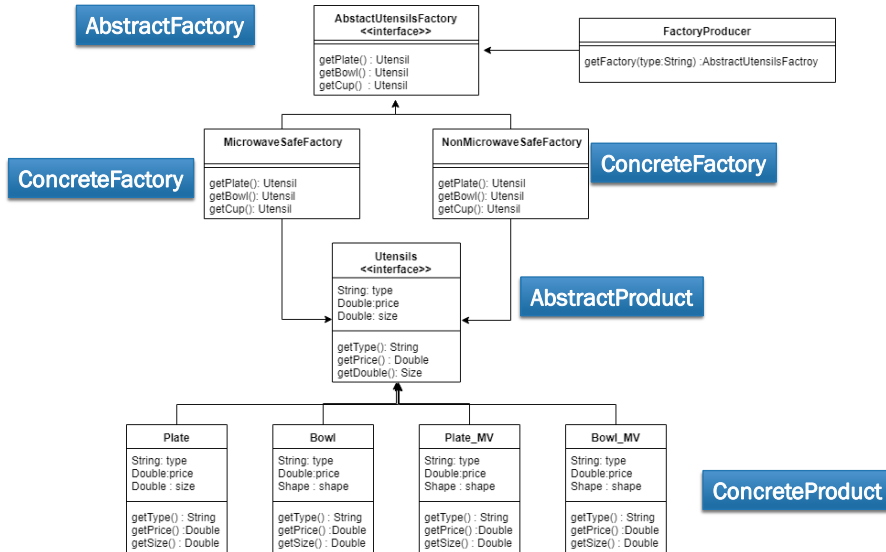 AbstractFactory
AbstactUtensilsFactory
<<interface>>
getPlate() : Utensil
getBowl() : Utensil
getCup() : Utensil
FactoryProducer
getFactory(type:String) :AbstractUtensilsFactroy
ConcreteFactory
MicrowaveSafeFactory
getPlate(): Utensil
getBowl(): Utensil
getCup(): Utensil
NonMicrowaveSafeFactory
getPlate(): Utensil
getBowl(): Utensil
getCup(): Utensil
ConcreteFactory
Utensils
<<interface>>
String: type
Double:price
Double: size
getType(): String
getPrice() : Double
getDouble(): Size
AbstractProduct
Plate
String: type
Double:price
Double : size
getType() : String
getPrice() :Double
getSize() : Double
Bowl
String: type
Double:price
Shape : shape
getType() : String
getPrice() :Double
getSize() : Double
Plate_MV
String: type
Double:price
Shape : shape
getType() : String
getPrice() :Double
getSize() : Double
Bowl_MV
String: type
Double:price
Shape : shape
getType() : String
getPrice() :Double
getSize() : Double
ConcreteProduct